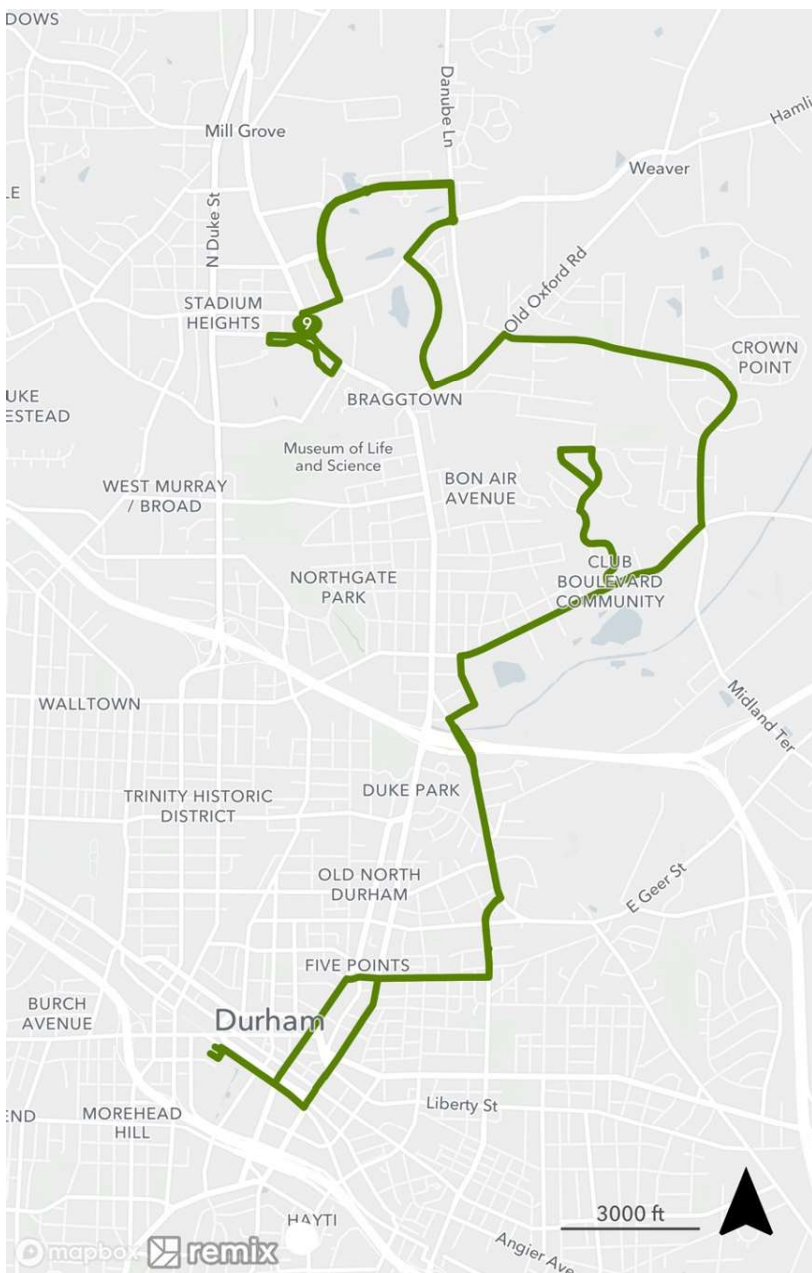 DOWS
Danube Ln
Hamli
Mill Grove
Weaver
LE
N Duke St
STADIUM
HEIGHTS
9
Old Oxford Rd
CROWN
POINT
UKE
ESTEAD
BRAGGTOWN
Museum of Life
and Science
BON AIR
AVENUE
WEST MURRAY
/ BROAD
CLUB
BOULEVARD
COMMUNITY
NORTHGATE
PARK
WALLTOWN
Midland Ter
DUKE PARK
TRINITY HISTORIC
DISTRICT
OLD NORTH
DURHAM
E Geer St
FIVE POINTS
BURCH
AVENUE
Durham
Liberty St
END
MOREHEAD
HILL
3000 ft
HAYTI
Angier Ave
mapbox remix